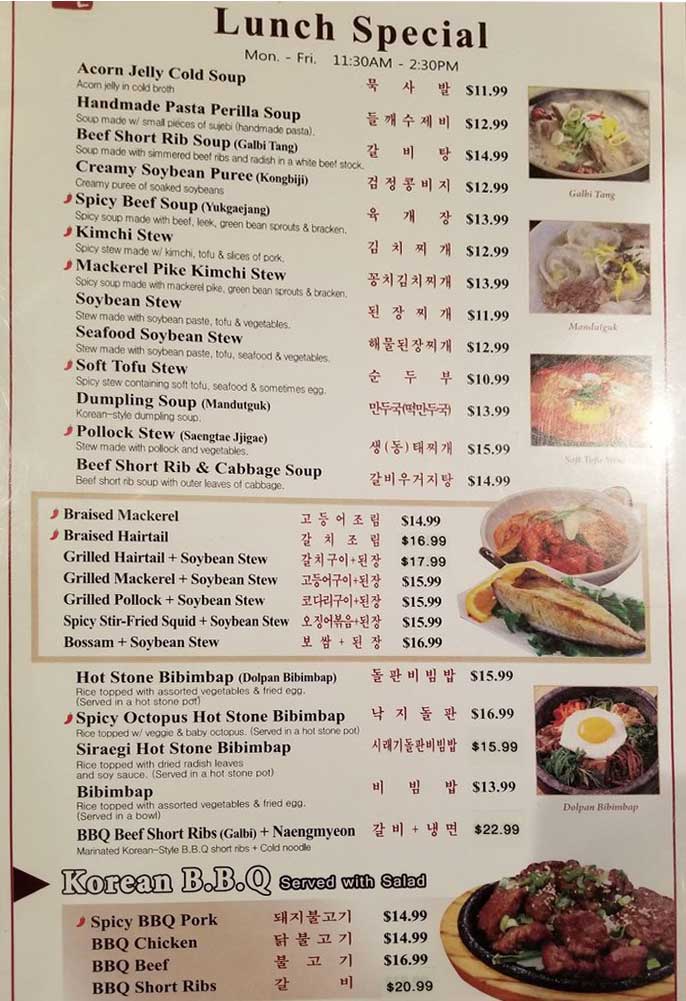 Lunch Special
Mon. - Fri. 11:30AM - 2:30PM
Acorn Jelly Cold Soup 묵 사 발 $11.99
Acorn jelly in cold broth
Handmade Pasta Perilla Soup 들깨수제비 $12.99
Soup made w/ small pieces of sujebi (handmade pasta).
Beef Short Rib Soup (Galbi Tang) 갈 비 탕 $14.99
Soup made with simmered beef ribs and radish in a white beef stock.
Creamy Soybean Puree (Kongbiji) 검정콩비지 $12.99
Creamy puree of soaked soybeans
Galbi Tang
Spicy Beef Soup (Yukgaejang) 육 개 장 $13.99
Spicy soup made with beef, leek, green bean sprouts & bracken.
Kimchi Stew 김 치 찌 개 $12.99
Spicy stew made w/ kimchi, tofu & slices of pork.
Mackerel Pike Kimchi Stew 꽁치김치찌개 $13.99
Spicy soup made with mackerel pike, green bean sprouts & bracken.
Soybean Stew 된 장 찌 개 $11.99
Stew made with soybean paste, tofu & vegetables.
Mandutguk
Seafood Soybean Stew 해물된장찌개 $12.99
Stew made with soybean paste, tofu, seafood & vegetables.
Soft Tofu Stew 순 두 부 $10.99
Spicy stew containing soft tofu, seafood & sometimes egg.
Dumpling Soup (Mandutguk) 만두국(떡만두국) $13.99
Korean-style dumpling soup.
Pollock Stew (Saengtae Jjigae) 생(동)태찌개 $15.99
Stew made with pollock and vegetables.
Soft Tofu Stew
Beef Short Rib & Cabbage Soup 갈비우거지탕 $14.99
Beef short rib soup with outer leaves of cabbage.
Braised Mackerel 고등어조림 $14.99
Braised Hairtail 갈 치 조 림 $16.99
Grilled Hairtail + Soybean Stew 갈치구이+된장 $17.99
Grilled Mackerel + Soybean Stew 고등어구이+된장 $15.99
Grilled Pollock + Soybean Stew 코다리구이+된장 $15.99
Spicy Stir-Fried Squid + Soybean Stew 오징어볶음+된장 $15.99
Bossam + Soybean Stew 보 쌈 + 된 장 $16.99
Hot Stone Bibimbap (Dolpan Bibimbap) 돌판비빔밥 $15.99
Rice topped with assorted vegetables & fried egg.
(Served in a hot stone pot)
Spicy Octopus Hot Stone Bibimbap 낙 지 돌 판 $16.99
Rice topped w/ veggie & baby octopus. (Served in a hot stone pot)
Siraegi Hot Stone Bibimbap 시래기돌판비빔밥 $15.99
Rice topped with dried radish leaves
and soy sauce. (Served in a hot stone pot)
Bibimbap 비 빔 밥 $13.99
Rice topped with assorted vegetables & fried egg.
(Served in a bowl)
Dolpan Bibimbap
BBQ Beef Short Ribs (Galbi) + Naengmyeon 갈비+냉면 $22.99
Marinated Korean-Style B.B.Q short ribs + Cold noodle
Korean B.B.Q Served with Salad
Spicy BBQ Pork 돼지불고기 $14.99
BBQ Chicken 닭불고기 $14.99
BBQ Beef 불 고 기 $16.99
BBQ Short Ribs 갈 비 $20.99